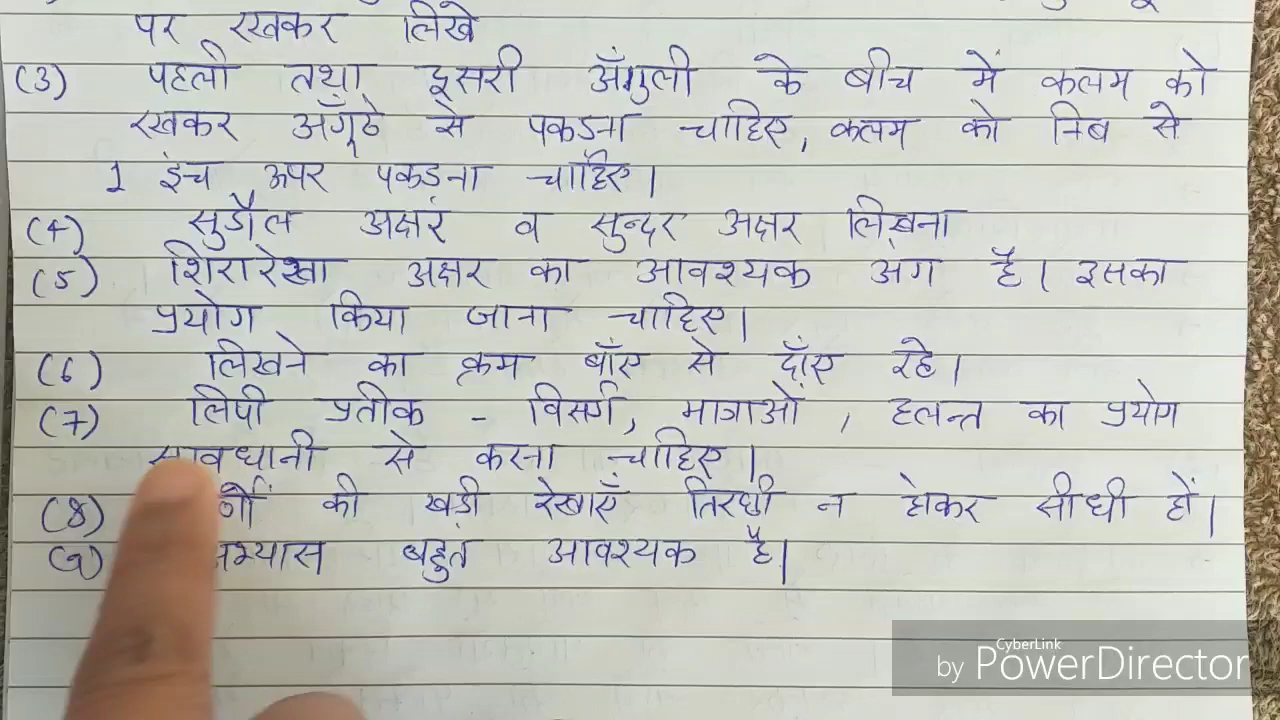 पर रखकर लिखे
(3) पहली तथा दूसरी अँगुली के बीच में कलम को
रखकर अँगूठे से पकडना चाहिए, कलम को निब से
1 इंच ऊपर पकडना चाहिए।
(4) सुडौल अक्षर व सुन्दर अक्षर लिखना
(5) शिरारेखा अक्षर का आवश्यक अंग है। इसका
प्रयोग किया जाना चाहिए।
(6) लिखने का क्रम बाँए से दाँए रहे।
(7) लिपी प्रतीक - विसर्ग, मात्राओं, हलन्त का प्रयोग
सावधानी से करना चाहिए।
(8) की खडी रेखाएँ तिरछी न होकर सीधी हों।
(9) अभ्यास बहुत आवश्यक है।
CyberLink
by PowerDirector